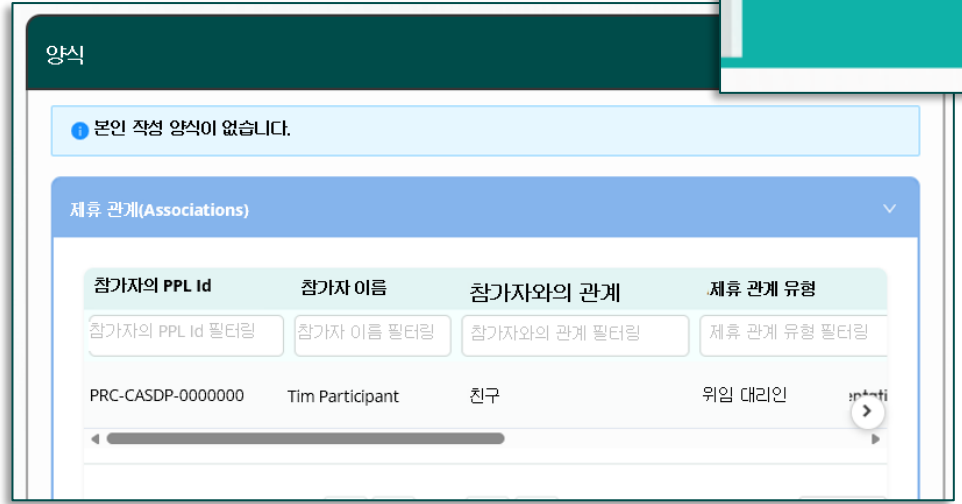 양식
본인 작성 양식이 없습니다.
제휴 관계(Associations)
참가자의 PPL Id 참가자 이름 참가자와의 관계 제휴 관계 유형
참가자의 PPL Id 필터링 참가자 이름 필터링 참가자와의 관계 필터링 제휴 관계 유형 필터링
PRC-CASDP-0000000 Tim Participant 친구 위임 대리인